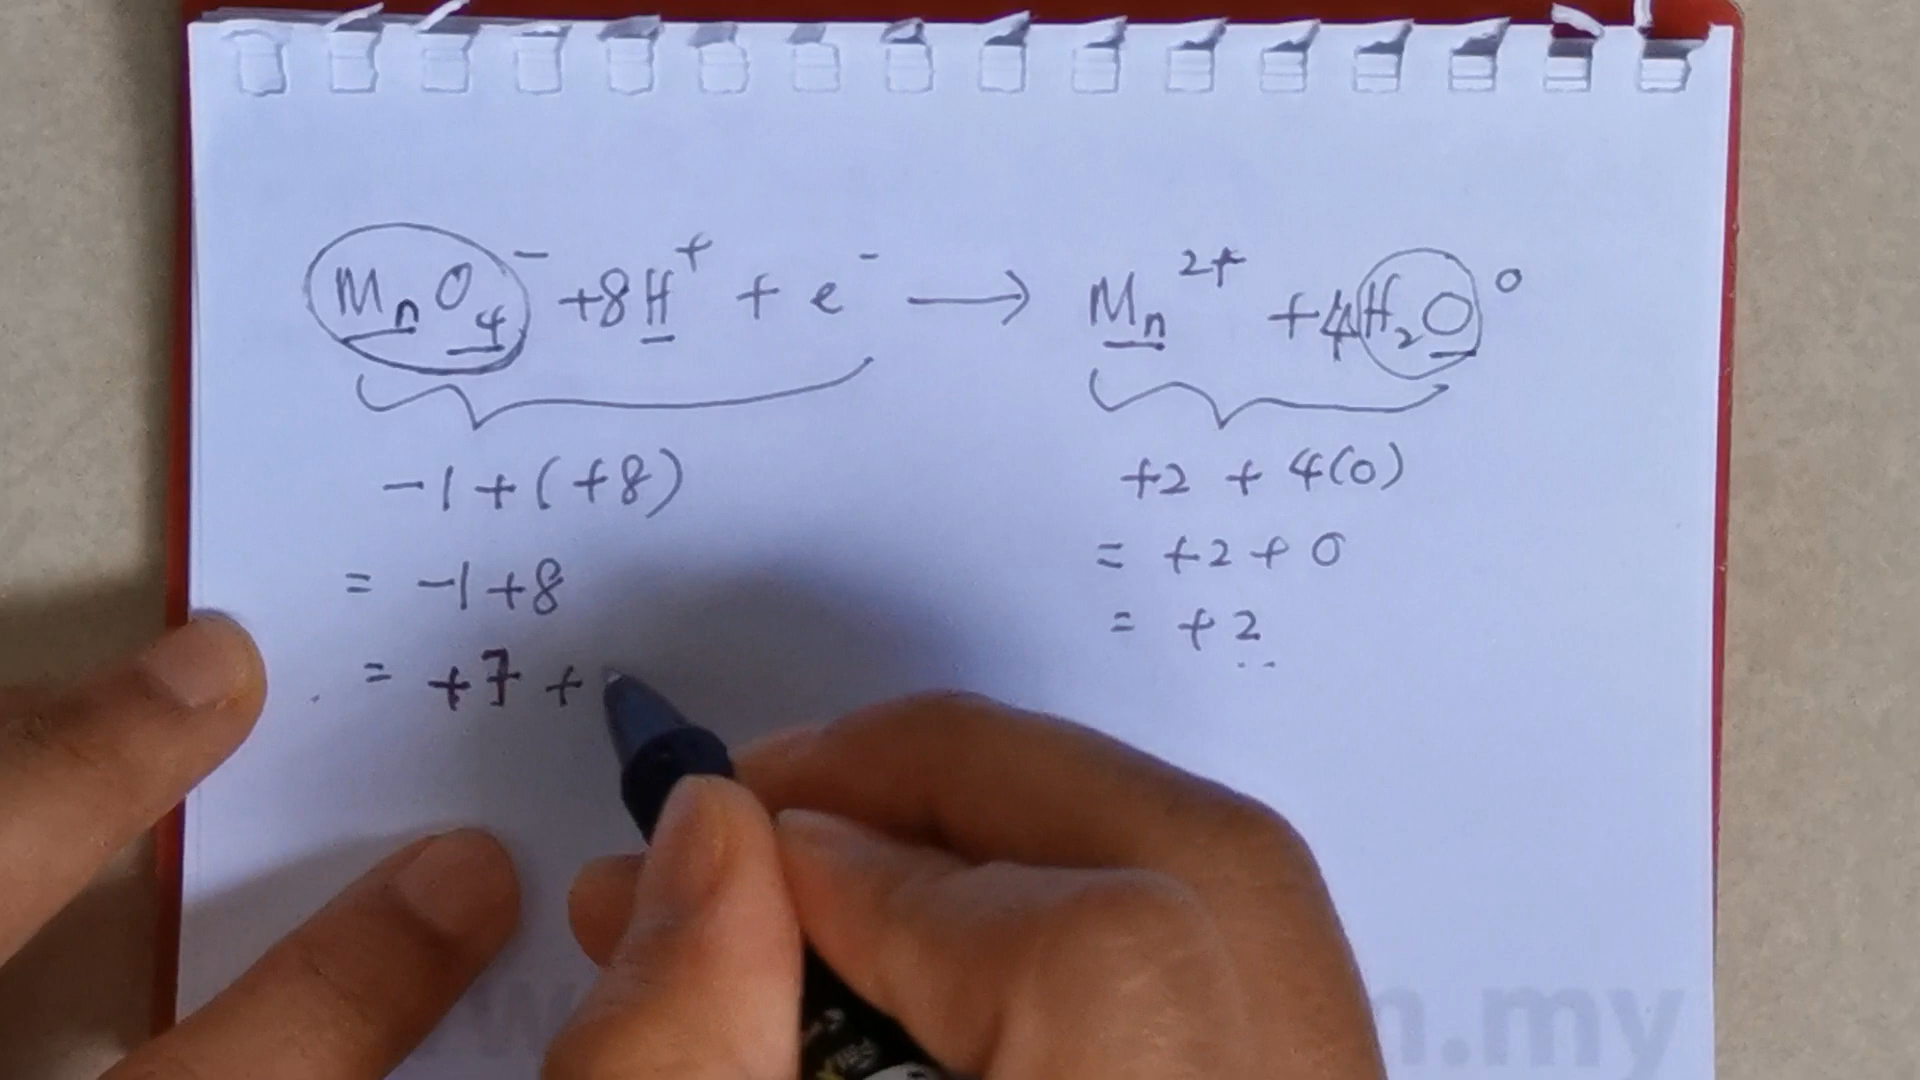 MnO₄⁻ + 8H⁺ + e⁻ ⟶ Mn²⁺ + 4H₂O⁰
-1 + (+8)
= -1 + 8
= +7 +
+2 + 4(0)
= +2 + 0
= +2